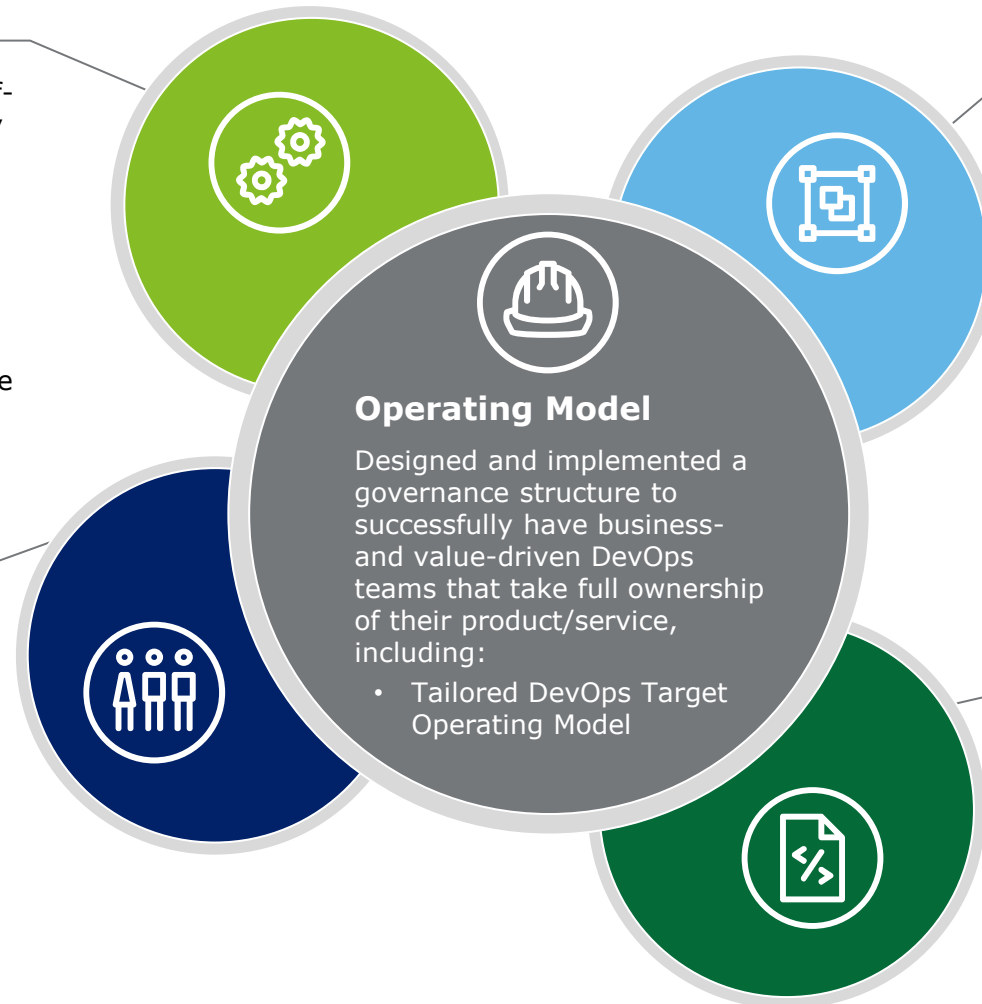 f-
e
Operating Model
Designed and implemented a
governance structure to
successfully have business-
and value-driven DevOps
teams that take full ownership
of their product/service,
including:
• Tailored DevOps Target
Operating Model